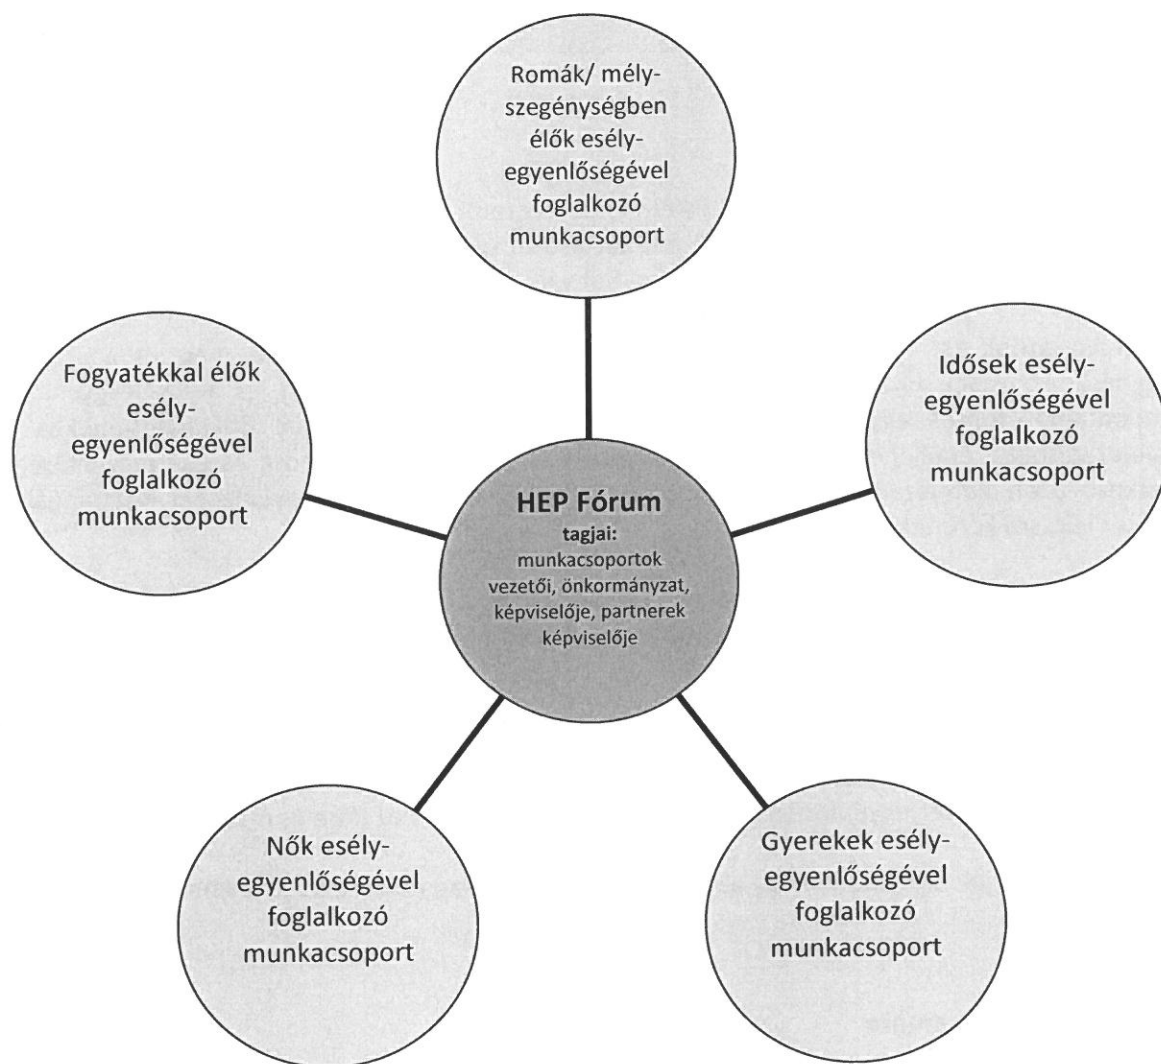 Romák/ mély-
szegénységben
élők esély-
egyenlőségével
foglalkozó
munkacsoport
Fogyatékkal élők
esély-
egyenlőségével
foglalkozó
munkacsoport
Idősek esély-
egyenlőségével
foglalkozó
munkacsoport
HEP Fórum
tagjai:
munkacsoportok
vezetői, önkormányzat,
képviselője, partnerek
képviselője
Nők esély-
egyenlőségével
foglalkozó
munkacsoport
Gyerekek esély-
egyenlőségével
foglalkozó
munkacsoport